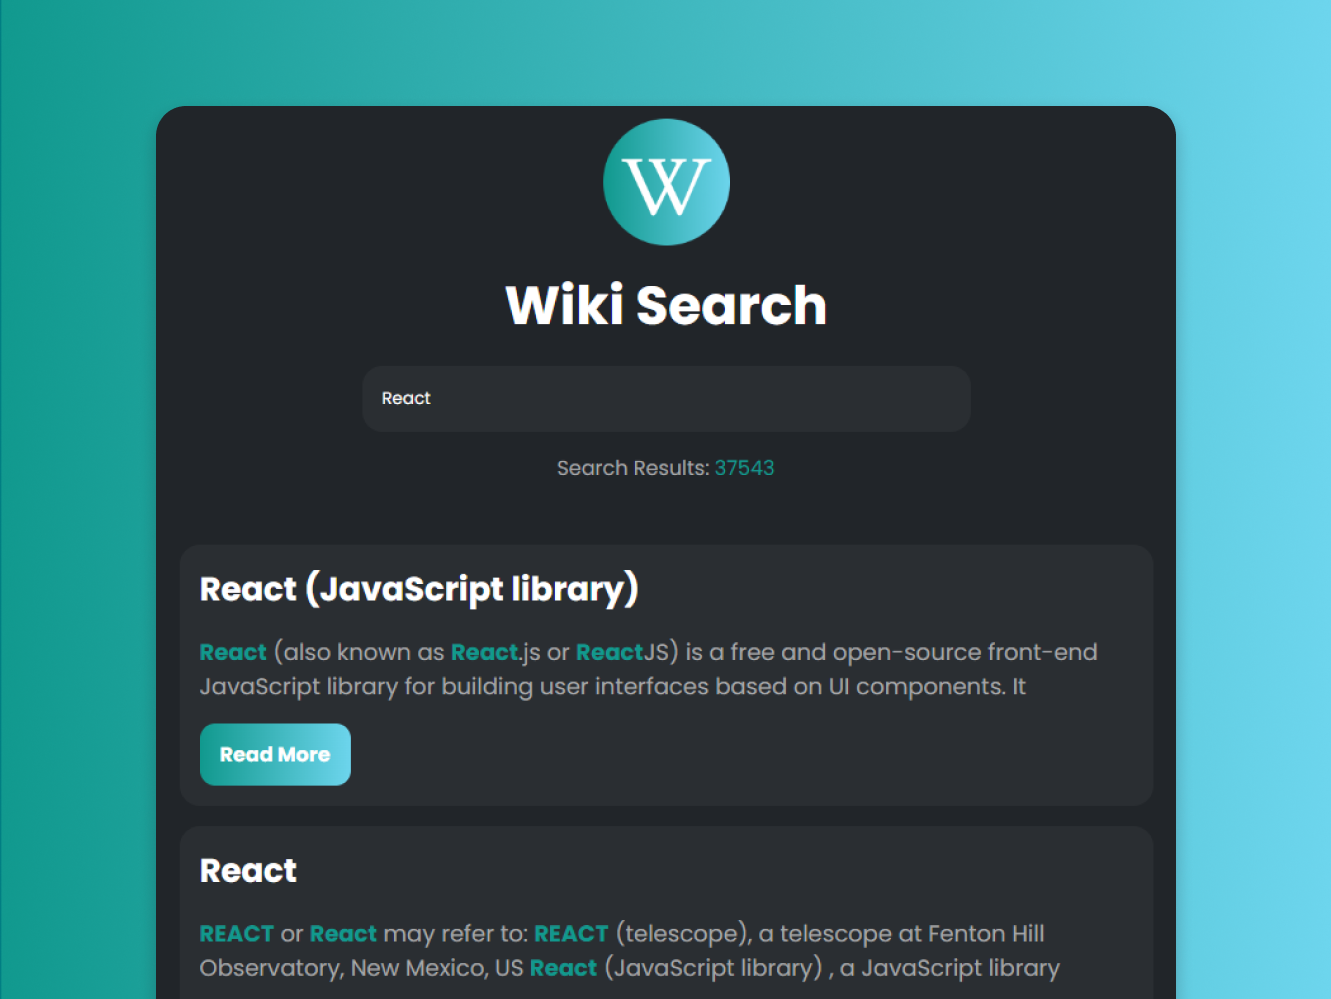 W
Wiki Search
React
Search Results: 37543
React (JavaScript library)
React (also known as React.js or ReactJS) is a free and open-source front-end
JavaScript library for building user interfaces based on UI components. It
Read More
React
REACT or React may refer to: REACT (telescope), a telescope at Fenton Hill
Observatory, New Mexico, US React (JavaScript library) , a JavaScript library